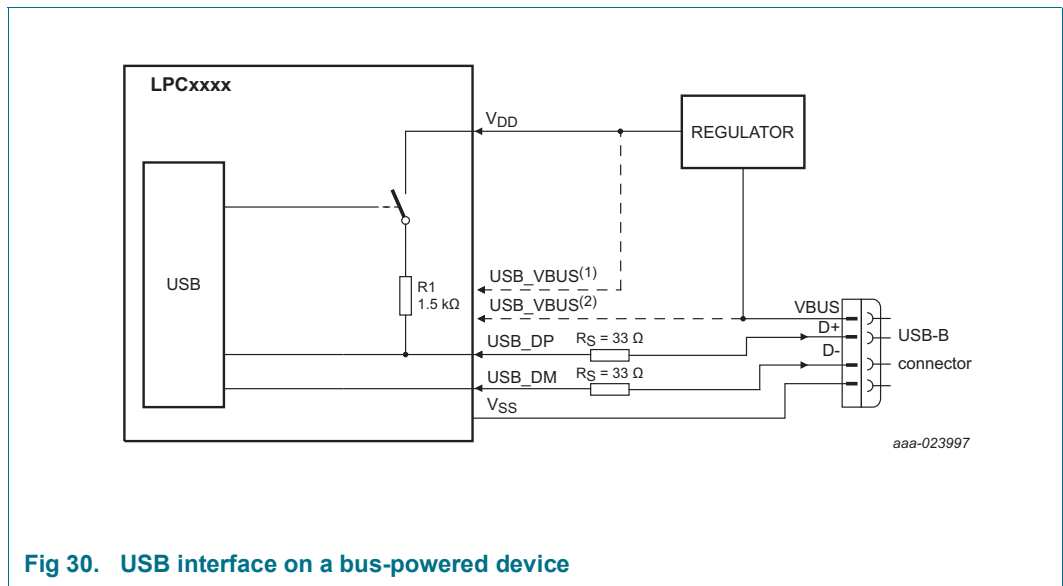 LPCxxxx
VDD
REGULATOR
USB
R1
1.5 kΩ
USB_VBUS(1)
USB_VBUS(2)
VBUS
D+
USB-B
USB_DP
RS = 33 Ω
D-
connector
USB_DM
RS = 33 Ω
VSS
aaa-023997
Fig 30. USB interface on a bus-powered device